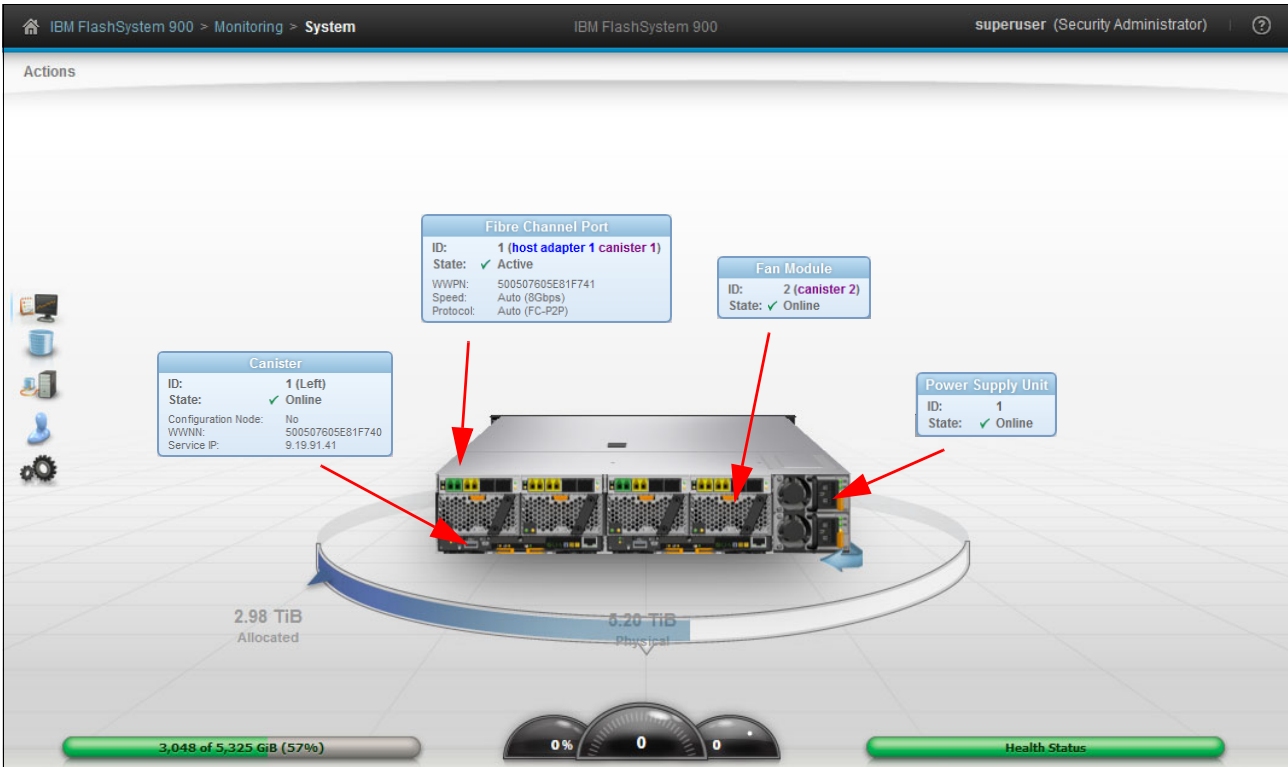 IBM FlashSystem 900 > Monitoring > System
IBM FlashSystem 900
superuser (Security Administrator)
?
Actions
Fibre Channel Port
ID: 1 (host adapter 1 canister 1)
State: ✓ Active
WWPN: 500507605E81F741
Speed: Auto (8Gbps)
Protocol: Auto (FC-P2P)
Fan Module
ID: 2 (canister 2)
State: ✓ Online
Canister
ID: 1 (Left)
State: ✓ Online
Configuration Node: No
WWNN: 500507605E81F740
Service IP: 9.19.91.41
Power Supply Unit
ID: 1
State: ✓ Online
2.98 TiB
Allocated
5.20 TiB
Physical
3,048 of 5,325 GiB (57%)
0%
0
0
Health Status